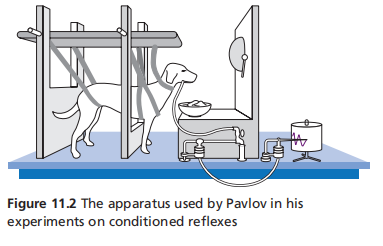 Figure 11.2 The apparatus used by Pavlov in his
experiments on conditioned reflexes